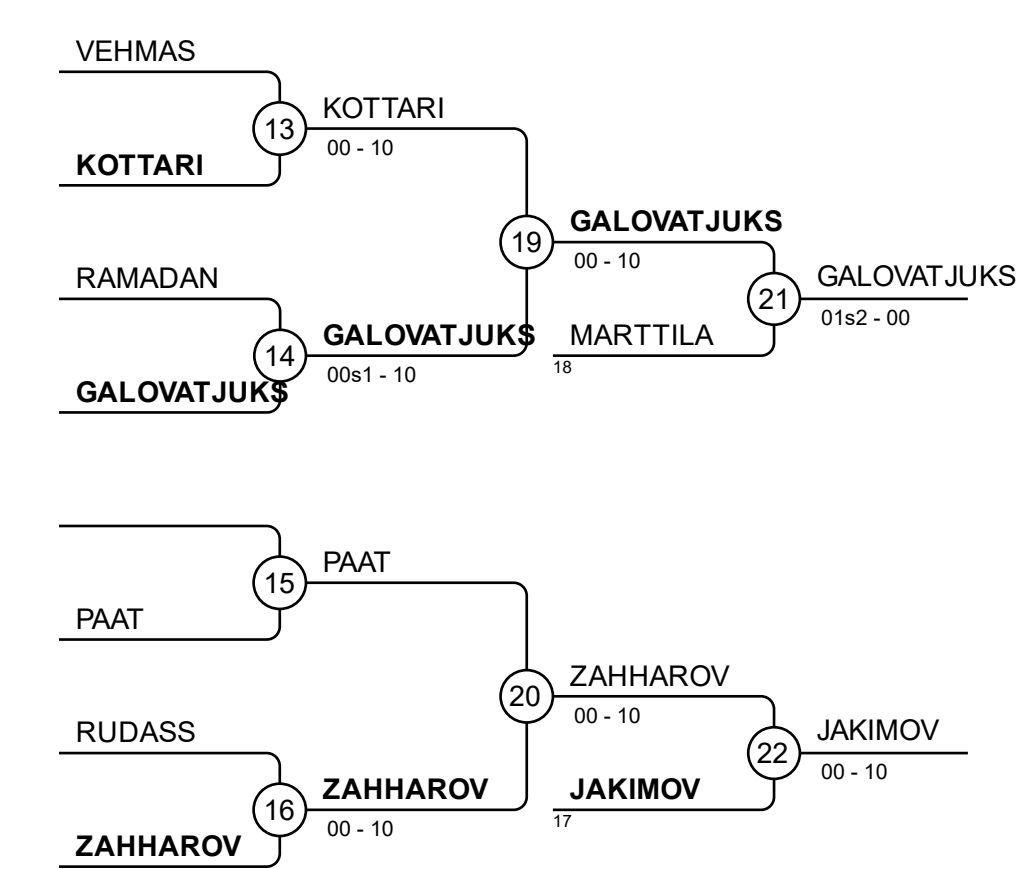 VEHMAS
KOTTARI
13
00 - 10
KOTTARI
GALOVATJUKS
19
00 - 10
RAMADAN
GALOVATJUKS
21
01s2 - 00
GALOVATJUKS
14
00s1 - 10
MARTTILA
18
GALOVATJUKS
PAAT
15
PAAT
ZAHHAROV
20
00 - 10
RUDASS
JAKIMOV
22
00 - 10
ZAHHAROV
16
00 - 10
JAKIMOV
17
ZAHHAROV